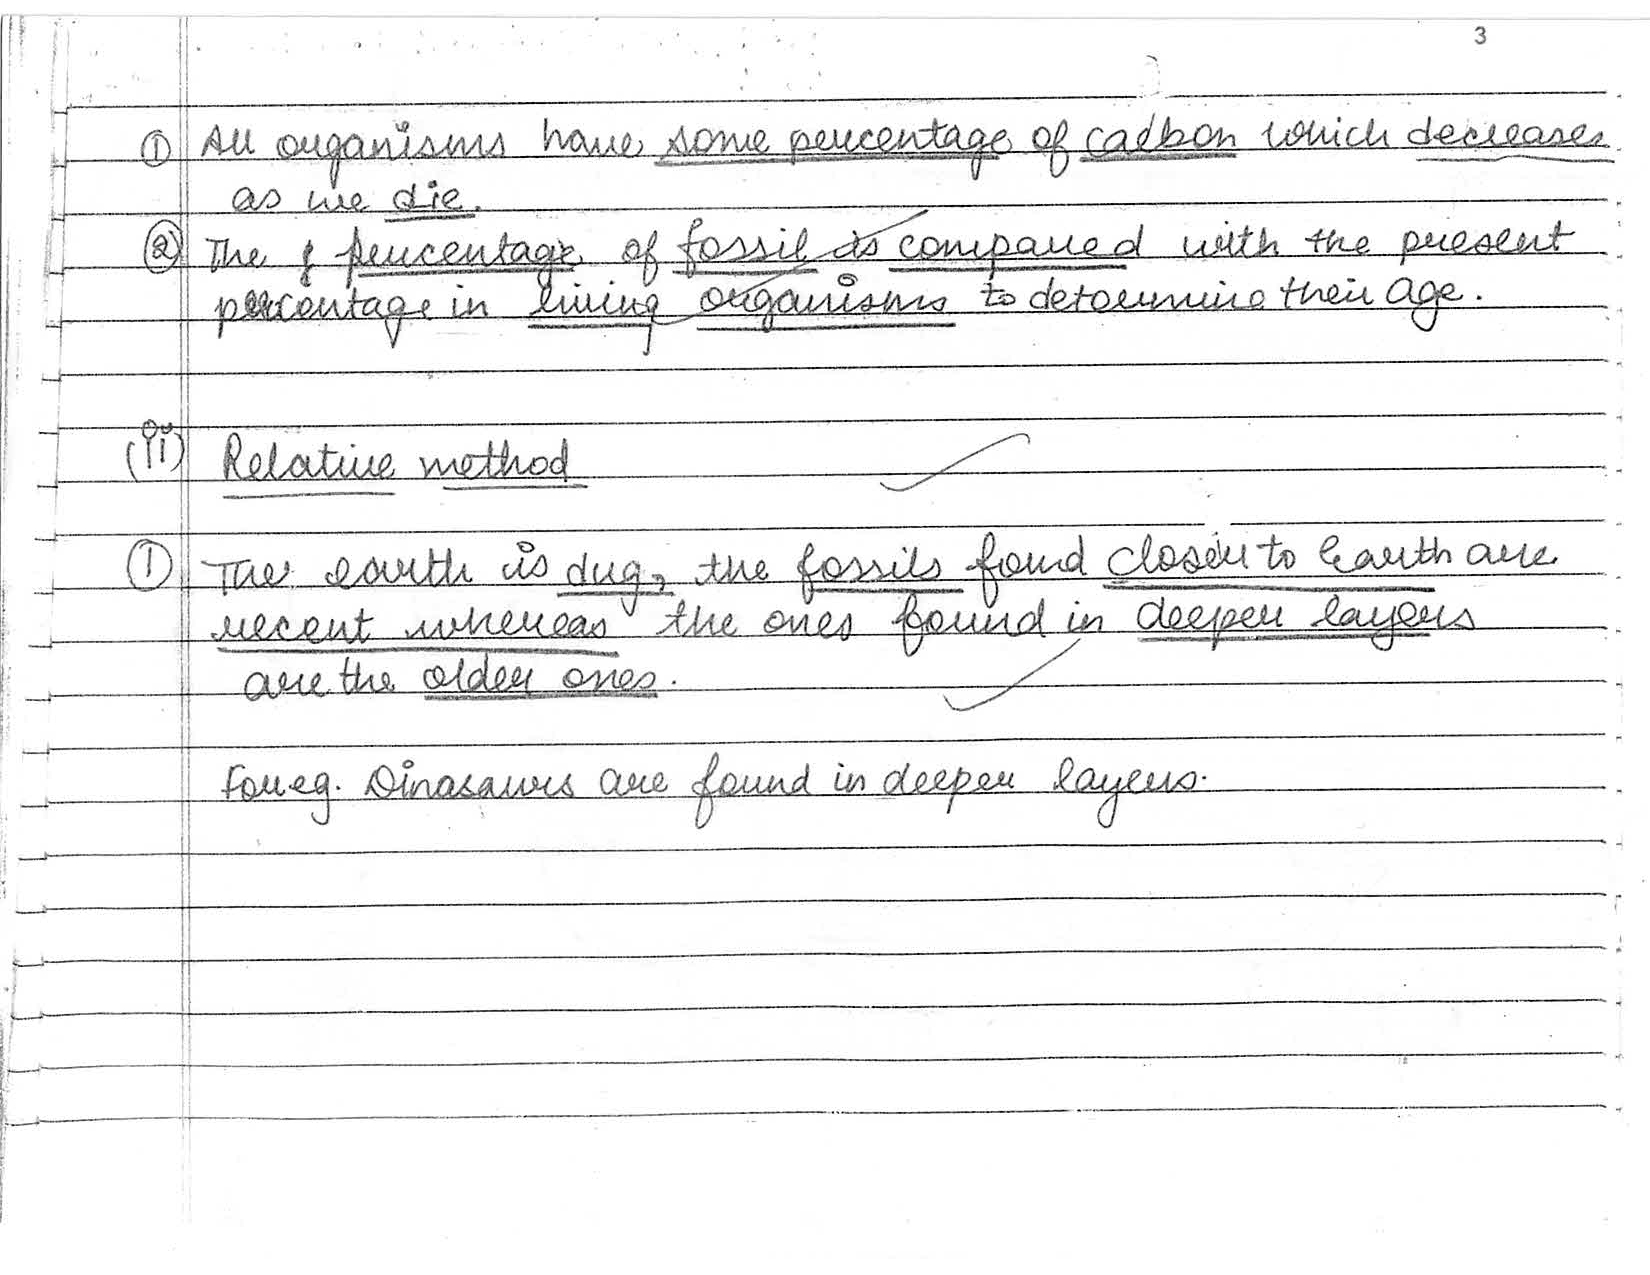 3
① All organisms have some percentage of carbon which decreases
as we die.
② The percentage of fossil is compared with the present
percentage in living organisms to determine their age.
(ii) Relative method
① The earth is dug, the fossils found closer to Earth are
recent whereas the ones found in deeper layers
are the older ones.
For eg. Dinasaurs are found in deeper layers.